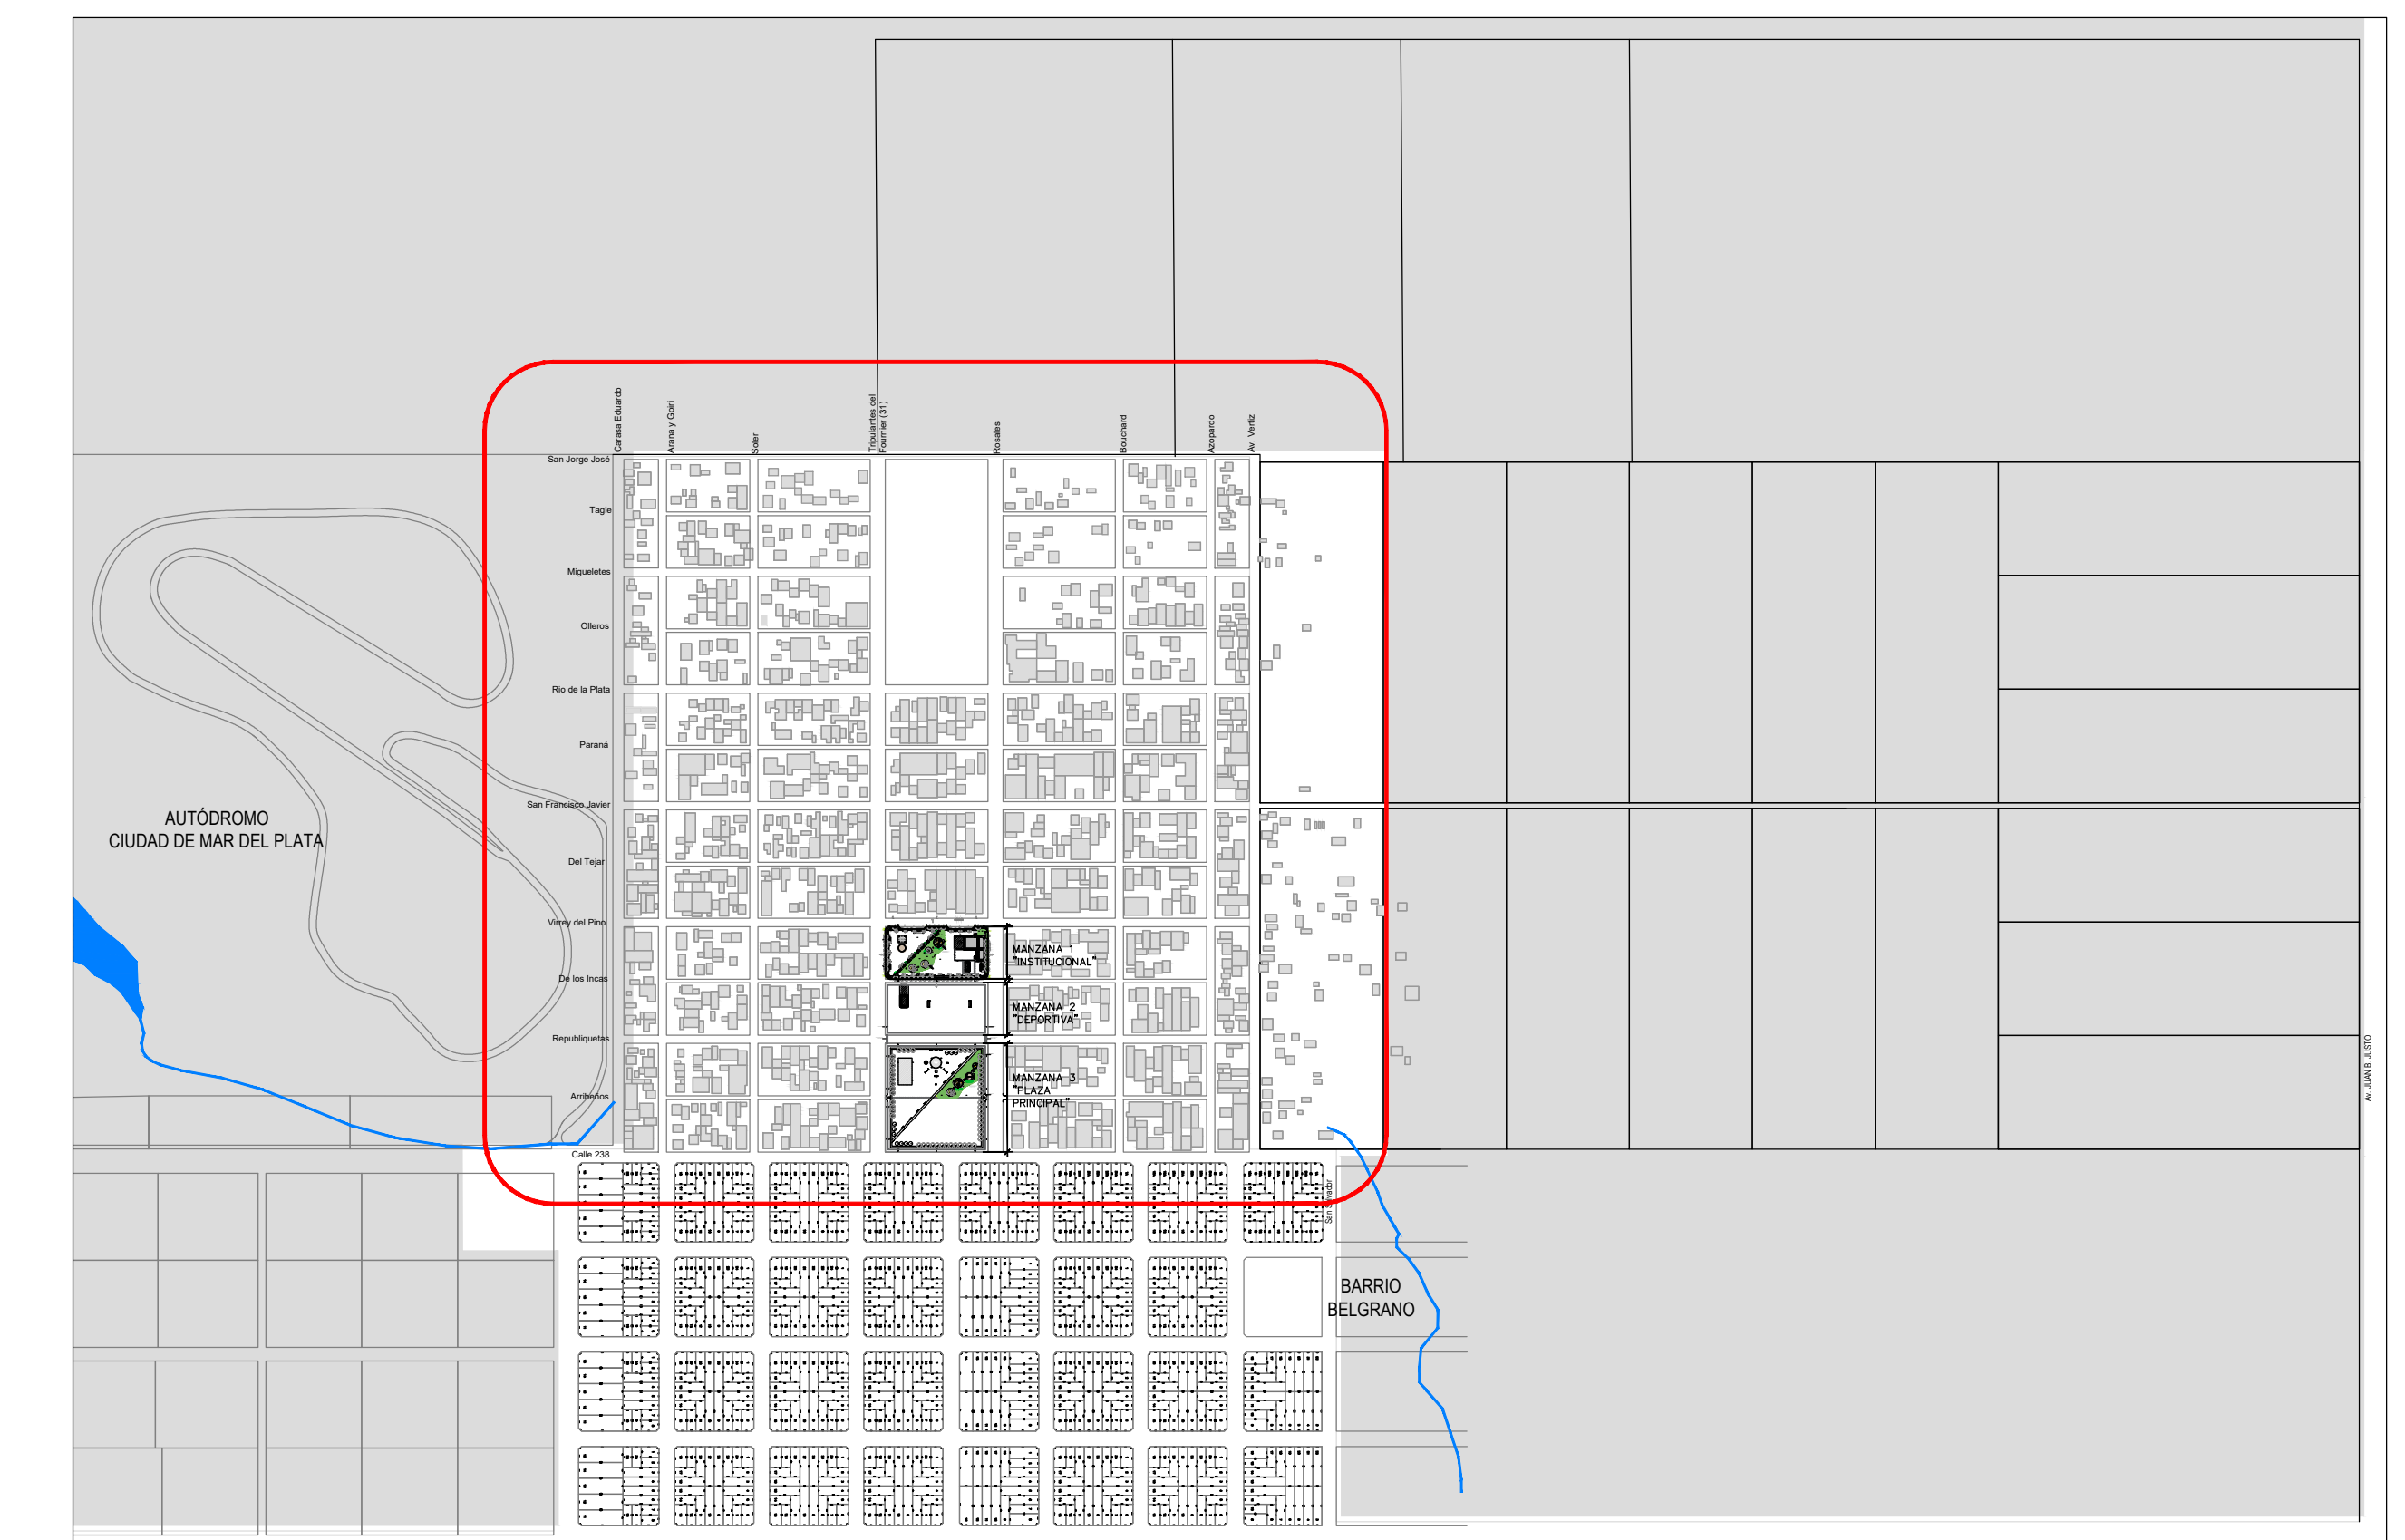 Carasa Eduardo
Arana y Goiri
Soler
Tripulantes del
Fournier (31)
Rosales
Bouchard
Azopardo
Av. Vertiz
San Jorge José
Tagle
Migueletes
Olleros
Rio de la Plata
Paraná
San Francisco Javier
Del Tejar
Virrey del Pino
De los Incas
Republiquetas
Arribeños
Calle 238
AUTÓDROMO
CIUDAD DE MAR DEL PLATA
MANZANA 1
"INSTITUCIONAL"
MANZANA 2
"DEPORTIVA"
MANZANA 3
"PLAZA
PRINCIPAL"
San Salvador
BARRIO
BELGRANO
Av. JUAN B. JUSTO